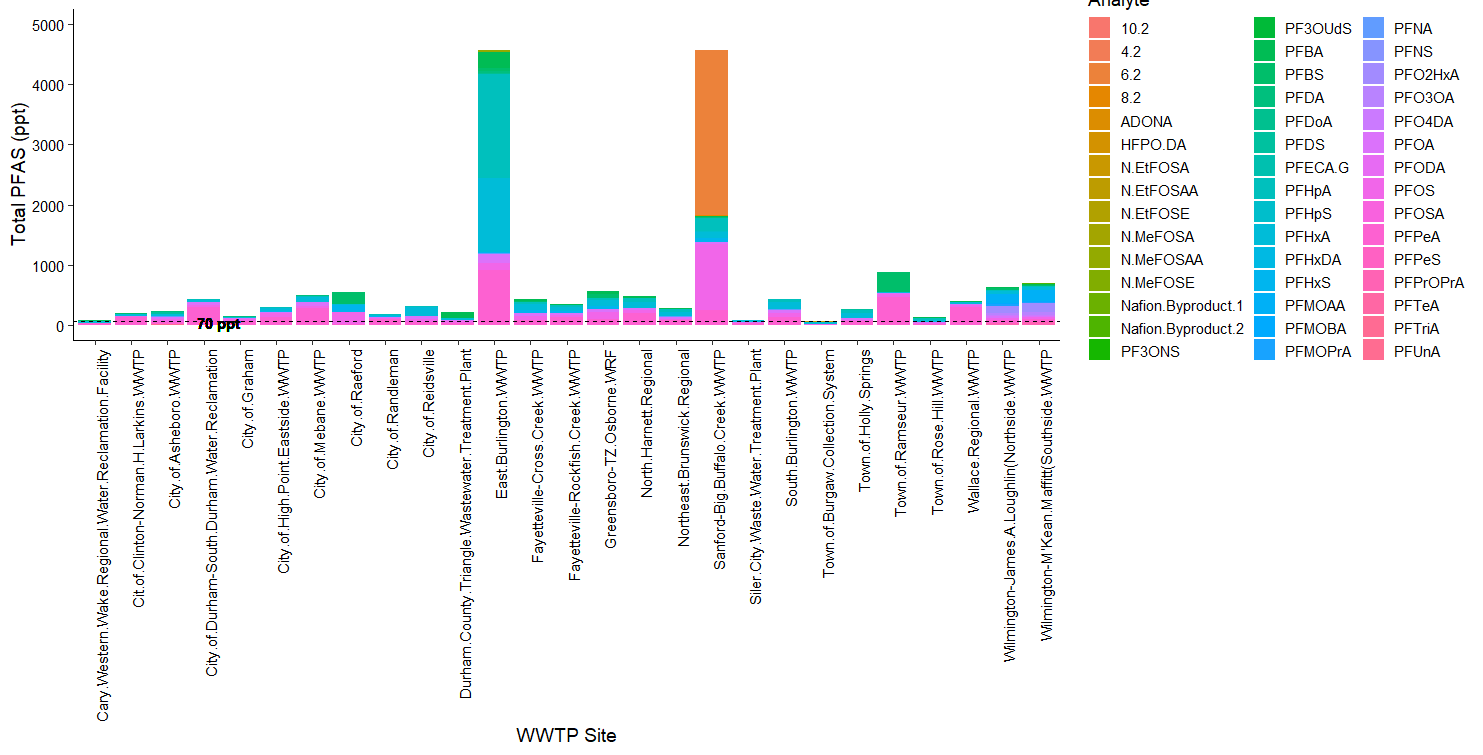 Analyte
5000
4000
3000
2000
1000
0
Total PFAS (ppt)
70 ppt
Cary.Western.Wake.Regional.Water.Reclamation.Facility
Cit.of.Clinton-Norman.H.Larkins.WWTP
City.of.Asheboro.WWTP
City.of.Durham-South.Durham.Water.Reclamation
City.of.Graham
City.of.High.Point.Eastside.WWTP
City.of.Mebane.WWTP
City.of.Raeford
City.of.Randleman
City.of.Reidsville
Durham.County.Triangle.Wastewater.Treatment.Plant
East.Burlington.WWTP
Fayetteville-Cross.Creek.WWTP
Fayetteville-Rockfish.Creek.WWTP
Greensboro-TZ.Osborne.WRF
North.Harnett.Regional
Northeast.Brunswick.Regional
Sanford-Big.Buffalo.Creek.WWTP
Siler.City.Waste.Water.Treatment.Plant
South.Burlington.WWTP
Town.of.Burgaw.Collection.System
Town.of.Holly.Springs
Town.of.Ramseur.WWTP
Town.of.Rose.Hill.WWTP
Wallace.Regional.WWTP
Wilmington-James.A.Loughlin(Northside.WWTP
Wilmington-M'Kean.Maffitt(Southside.WWTP
WWTP Site
10.2
4.2
6.2
8.2
ADONA
HFPO.DA
N.EtFOSA
N.EtFOSAA
N.EtFOSE
N.MeFOSA
N.MeFOSAA
N.MeFOSE
Nafion.Byproduct.1
Nafion.Byproduct.2
PF3ONS
PF3OUdS
PFBA
PFBS
PFDA
PFDoA
PFDS
PFECA.G
PFHpA
PFHpS
PFHxA
PFHxDA
PFHxS
PFMOAA
PFMOBA
PFMOPrA
PFNA
PFNS
PFO2HxA
PFO3OA
PFO4DA
PFOA
PFODA
PFOS
PFOSA
PFPeA
PFPeS
PFPrOPrA
PFTeA
PFTriA
PFUnA